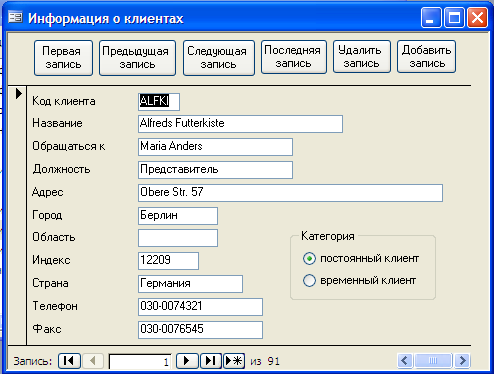 Информация о клиентах
Первая запись
Предыдущая запись
Следующая запись
Последняя запись
Удалить запись
Добавить запись
Код клиента ALFKI
Название Alfreds Futterkiste
Обращаться к Maria Anders
Должность Представитель
Адрес Obere Str. 57
Город Берлин
Область
Категория
Индекс 12209
постоянный клиент
Страна Германия
временный клиент
Телефон 030-0074321
Факс 030-0076545
Запись: 1 из 91